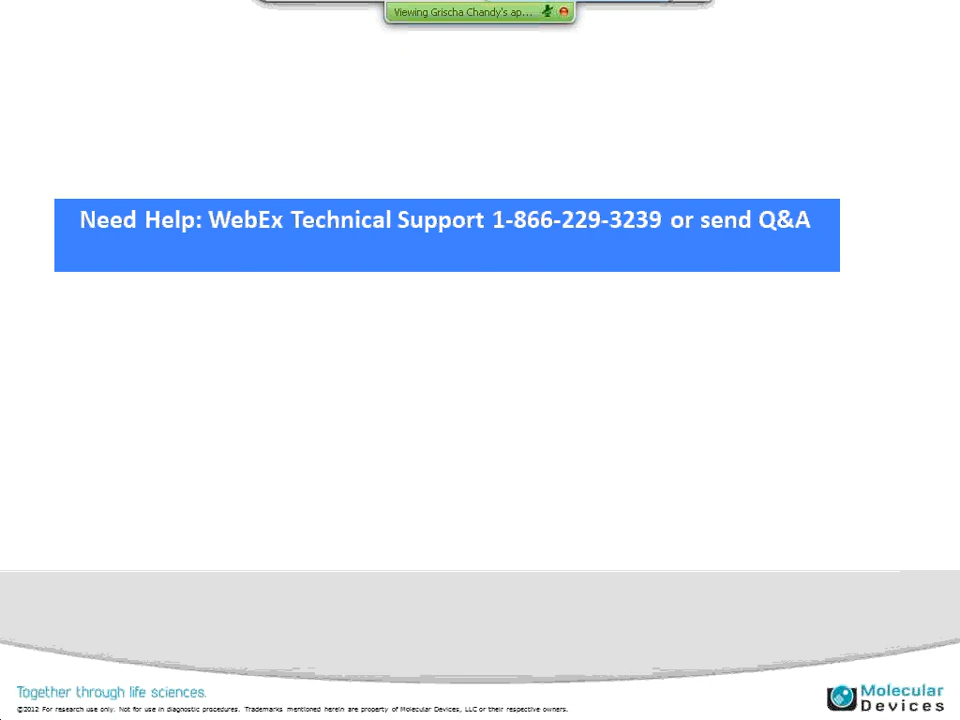 Viewing Grischa Chandy's ap...
Need Help: WebEx Technical Support 1-866-229-3239 or send Q&A
Together through life sciences.
©2012 For research use only. Not for use in diagnostic procedures. Trademarks mentioned herein are property of Molecular Devices, LLC or their respective owners.
Molecular
Devices